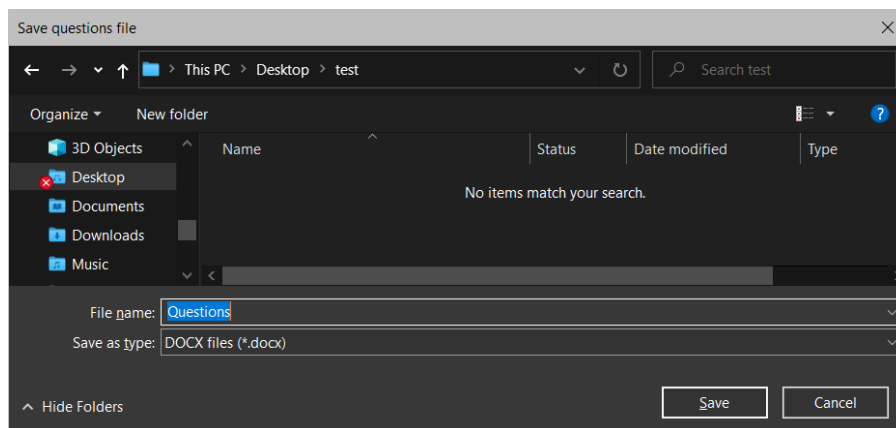 Save questions file
This PC > Desktop > test
Search test
Organize
New folder
?
3D Objects
Desktop
Documents
Downloads
Music
Name
Status
Date modified
Type
No items match your search.
File name: Questions
Save as type: DOCX files (*.docx)
Hide Folders
Save
Cancel